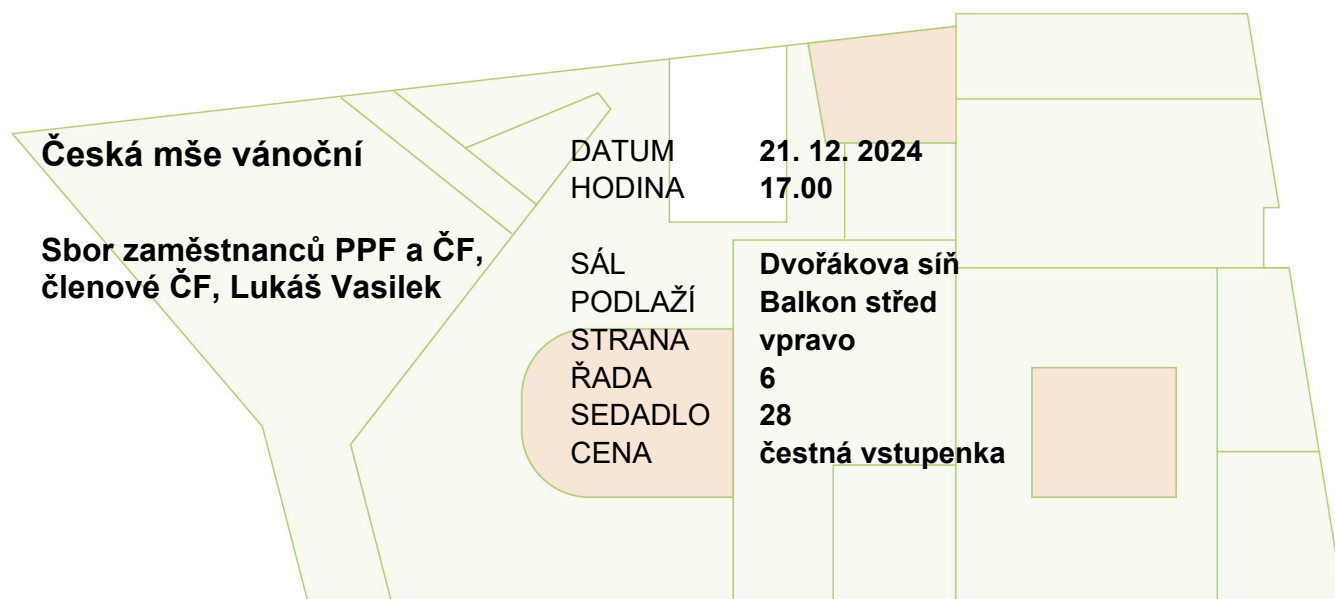 Česká mše vánoční
Sbor zaměstnanců PPF a ČF,
členové ČF, Lukáš Vasilek
DATUM 21. 12. 2024
HODINA 17.00
SÁL Dvořákova síň
PODLAŽÍ Balkon střed
STRANA vpravo
ŘADA 6
SEDADLO 28
CENA čestná vstupenka